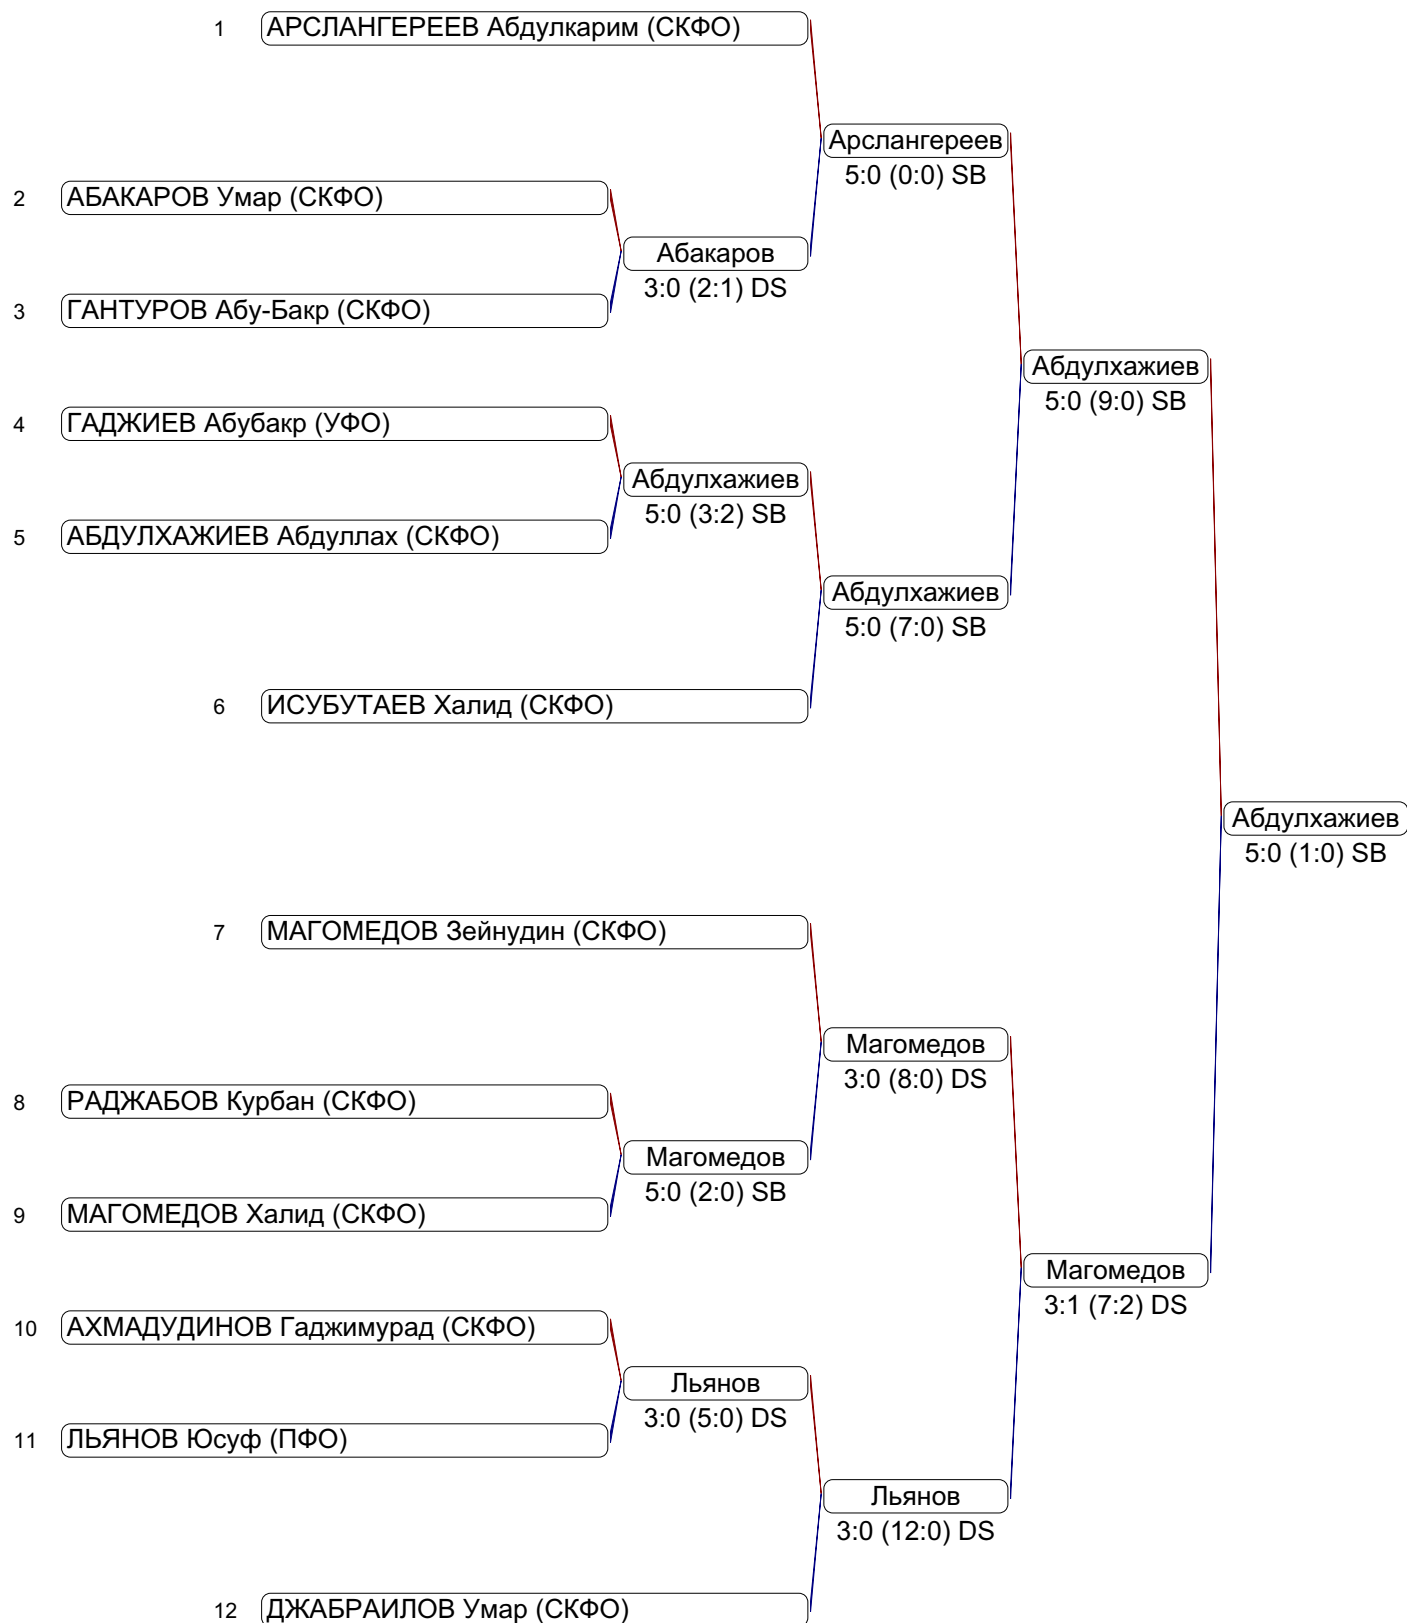 1 АРСЛАНГЕРЕЕВ Абдулкарим (СКФО)
Арслангереев
5:0 (0:0) SB
2 АБАКАРОВ Умар (СКФО)
Абакаров
3:0 (2:1) DS
3 ГАНТУРОВ Абу-Бакр (СКФО)
Абдулхажиев
5:0 (9:0) SB
4 ГАДЖИЕВ Абубакр (УФО)
Абдулхажиев
5:0 (3:2) SB
5 АБДУЛХАЖИЕВ Абдуллах (СКФО)
Абдулхажиев
5:0 (7:0) SB
6 ИСУБУТАЕВ Халид (СКФО)
Абдулхажиев
5:0 (1:0) SB
7 МАГОМЕДОВ Зейнудин (СКФО)
Магомедов
3:0 (8:0) DS
8 РАДЖАБОВ Курбан (СКФО)
Магомедов
5:0 (2:0) SB
9 МАГОМЕДОВ Халид (СКФО)
Магомедов
3:1 (7:2) DS
10 АХМАДУДИНОВ Гаджимурад (СКФО)
Льянов
3:0 (5:0) DS
11 ЛЬЯНОВ Юсуф (ПФО)
Льянов
3:0 (12:0) DS
12 ДЖАБРАИЛОВ Умар (СКФО)